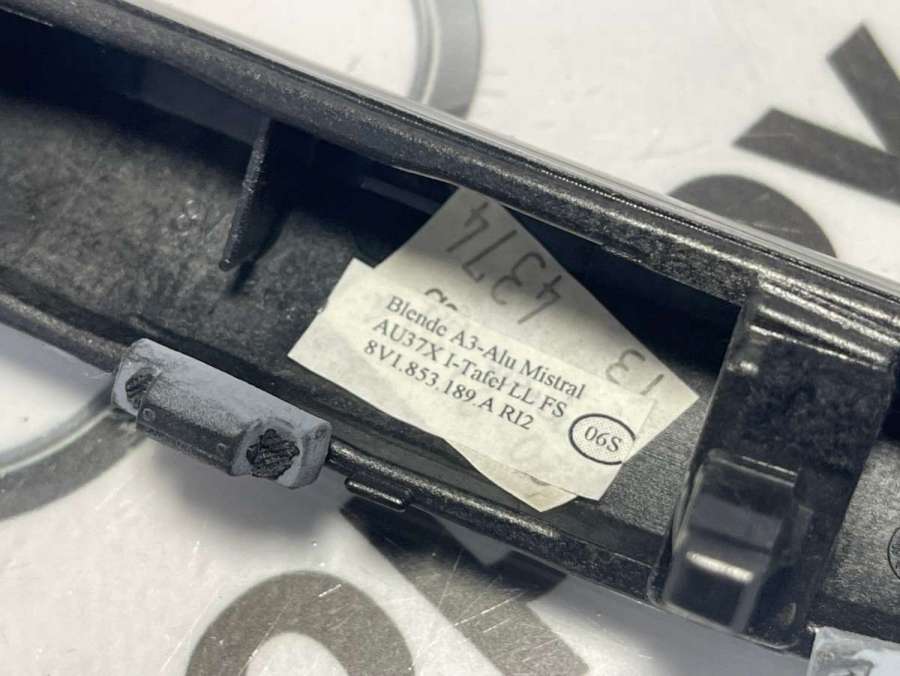 4374
13
Blende A3-Alu Mistral
AU37X I-Tafel LL FS
8V1.853.189.A RI2
06S